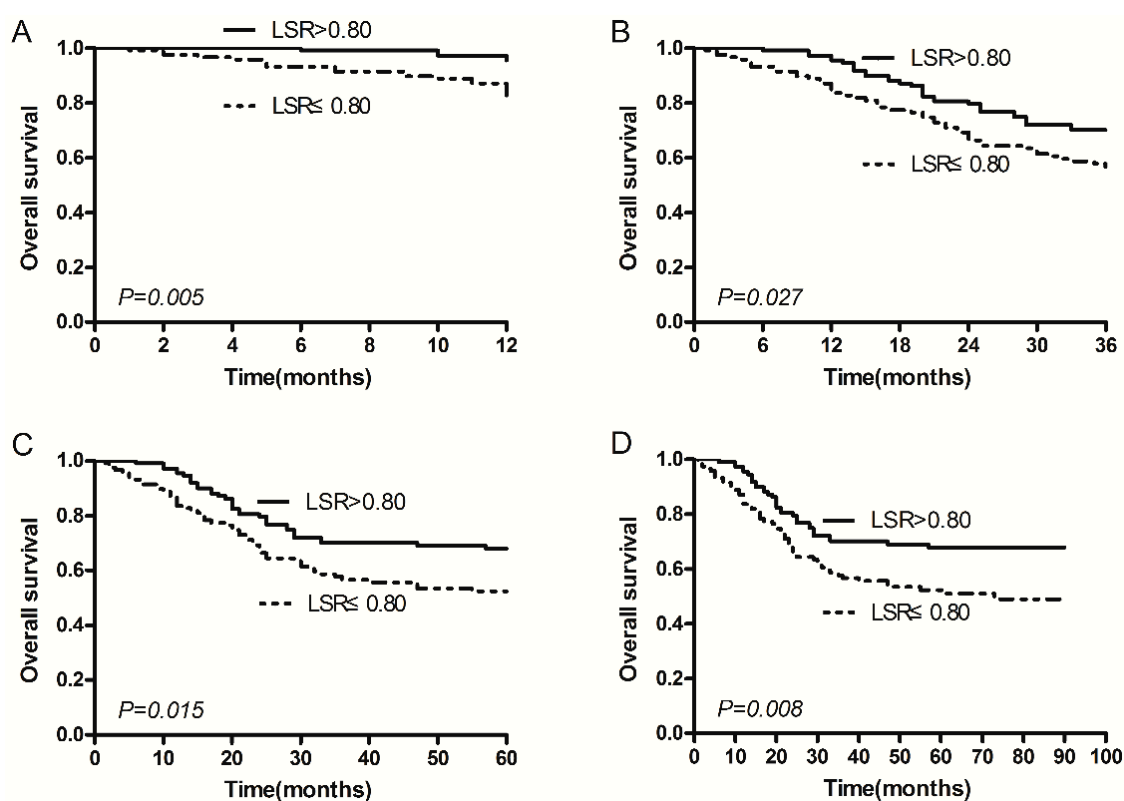 A
LSR>0.80
LSR≤ 0.80
Overall survival
1.0
0.8
0.6
0.4
0.2
0.0
P=0.005
0 2 4 6 8 10 12
Time(months)
B
LSR>0.80
LSR≤ 0.80
Overall survival
1.0
0.8
0.6
0.4
0.2
0.0
P=0.027
0 6 12 18 24 30 36
Time(months)
C
LSR>0.80
LSR≤ 0.80
Overall survival
1.0
0.8
0.6
0.4
0.2
0.0
P=0.015
0 10 20 30 40 50 60
Time(months)
D
LSR>0.80
LSR≤ 0.80
Overall survival
1.0
0.8
0.6
0.4
0.2
0.0
P=0.008
0 10 20 30 40 50 60 70 80 90 100
Time(months)